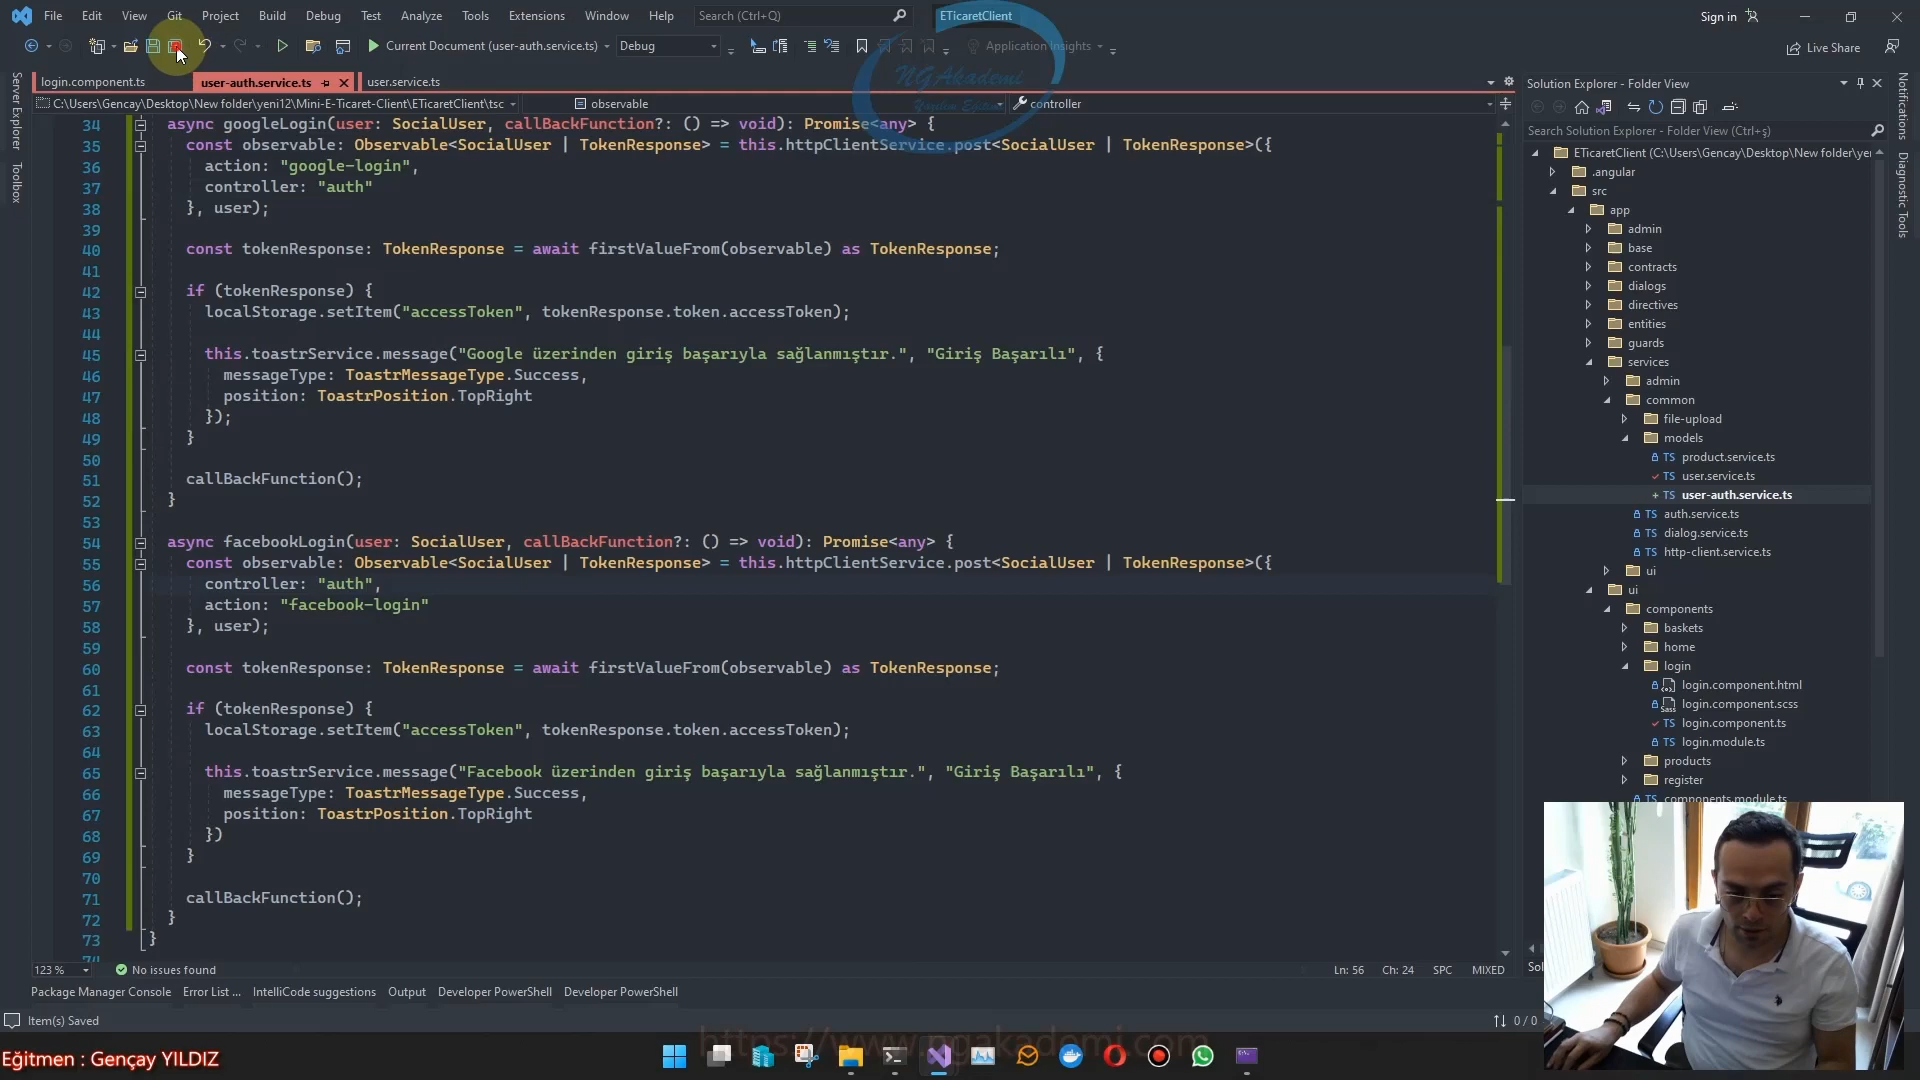 File Edit View Git Project Build Debug Test Analyze Tools Extensions Window Help Search (Ctrl+Q) ETicaretClient Sign in
Current Document (user-auth.service.ts) Debug Application Insights Live Share
login.component.ts user-auth.service.ts user.service.ts
C:\Users\Gencay\Desktop\New folder\yeni12\Mini-E-Ticaret-Client\ETicaretClient\tsc observable controller
Server Explorer
Toolbox
NGAkademi
34 async googleLogin(user: SocialUser, callBackFunction?: () => void): Promise<any> {
35 const observable: Observable<SocialUser | TokenResponse> = this.httpClientService.post<SocialUser | TokenResponse>({
36 action: "google-login",
37 controller: "auth"
38 }, user);
39
40 const tokenResponse: TokenResponse = await firstValueFrom(observable) as TokenResponse;
41
42 if (tokenResponse) {
43 localStorage.setItem("accessToken", tokenResponse.token.accessToken);
44
45 this.toastrService.message("Google üzerinden giriş başarıyla sağlanmıştır.", "Giriş Başarılı", {
46 messageType: ToastrMessageType.Success,
47 position: ToastrPosition.TopRight
48 });
49 }
50
51 callBackFunction();
52 }
53
54 async facebookLogin(user: SocialUser, callBackFunction?: () => void): Promise<any> {
55 const observable: Observable<SocialUser | TokenResponse> = this.httpClientService.post<SocialUser | TokenResponse>({
56 controller: "auth",
57 action: "facebook-login"
58 }, user);
59
60 const tokenResponse: TokenResponse = await firstValueFrom(observable) as TokenResponse;
61
62 if (tokenResponse) {
63 localStorage.setItem("accessToken", tokenResponse.token.accessToken);
64
65 this.toastrService.message("Facebook üzerinden giriş başarıyla sağlanmıştır.", "Giriş Başarılı", {
66 messageType: ToastrMessageType.Success,
67 position: ToastrPosition.TopRight
68 })
69 }
70
71 callBackFunction();
72 }
73 }
74
123 % No issues found Ln: 56 Ch: 24 SPC MIXED
Package Manager Console Error List ... IntelliCode suggestions Output Developer PowerShell Developer PowerShell
Item(s) Saved 0 / 0
Solution Explorer - Folder View
Search Solution Explorer - Folder View (Ctrl+ş)
ETicaretClient (C:\Users\Gencay\Desktop\New folder\yer
.angular
src
app
admin
base
contracts
dialogs
directives
entities
guards
services
admin
common
file-upload
models
TS product.service.ts
TS user.service.ts
+ TS user-auth.service.ts
TS auth.service.ts
TS dialog.service.ts
TS http-client.service.ts
ui
ui
components
baskets
home
login
login.component.html
login.component.scss
TS login.component.ts
TS login.module.ts
products
register
TS components.module.ts
Sol
Notifications
Diagnostic Tools
https://www.ngakademi.com
Eğitmen : Gençay YILDIZ